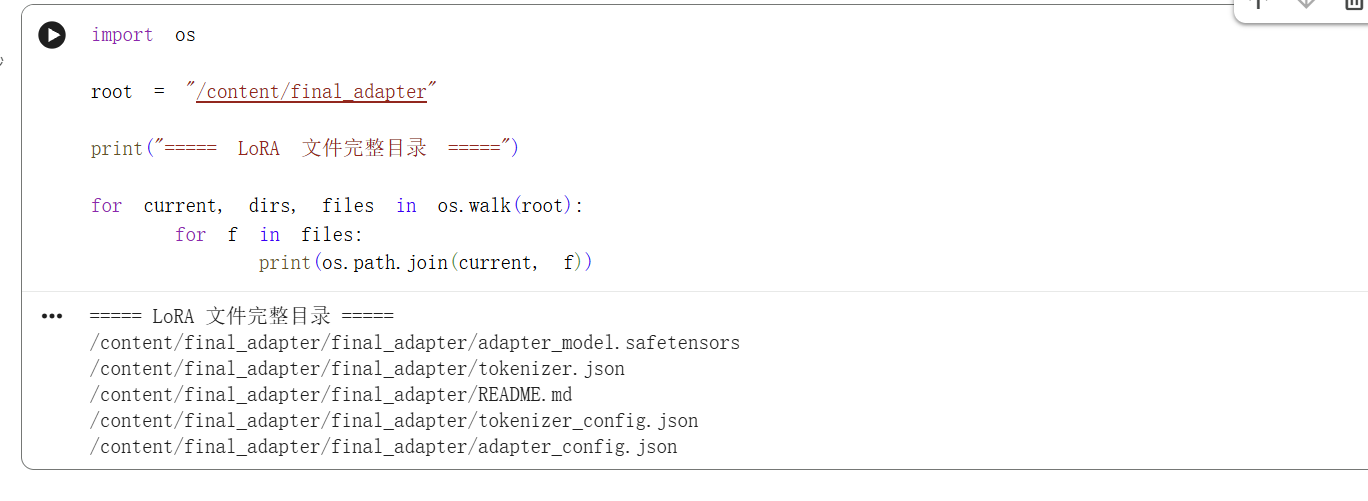 import os
root = "/content/final_adapter"
print("===== LoRA 文件完整目录 =====")
for current, dirs, files in os.walk(root):
for f in files:
print(os.path.join(current, f))
===== LoRA 文件完整目录 =====
/content/final_adapter/final_adapter/adapter_model.safetensors
/content/final_adapter/final_adapter/tokenizer.json
/content/final_adapter/final_adapter/README.md
/content/final_adapter/final_adapter/tokenizer_config.json
/content/final_adapter/final_adapter/adapter_config.json